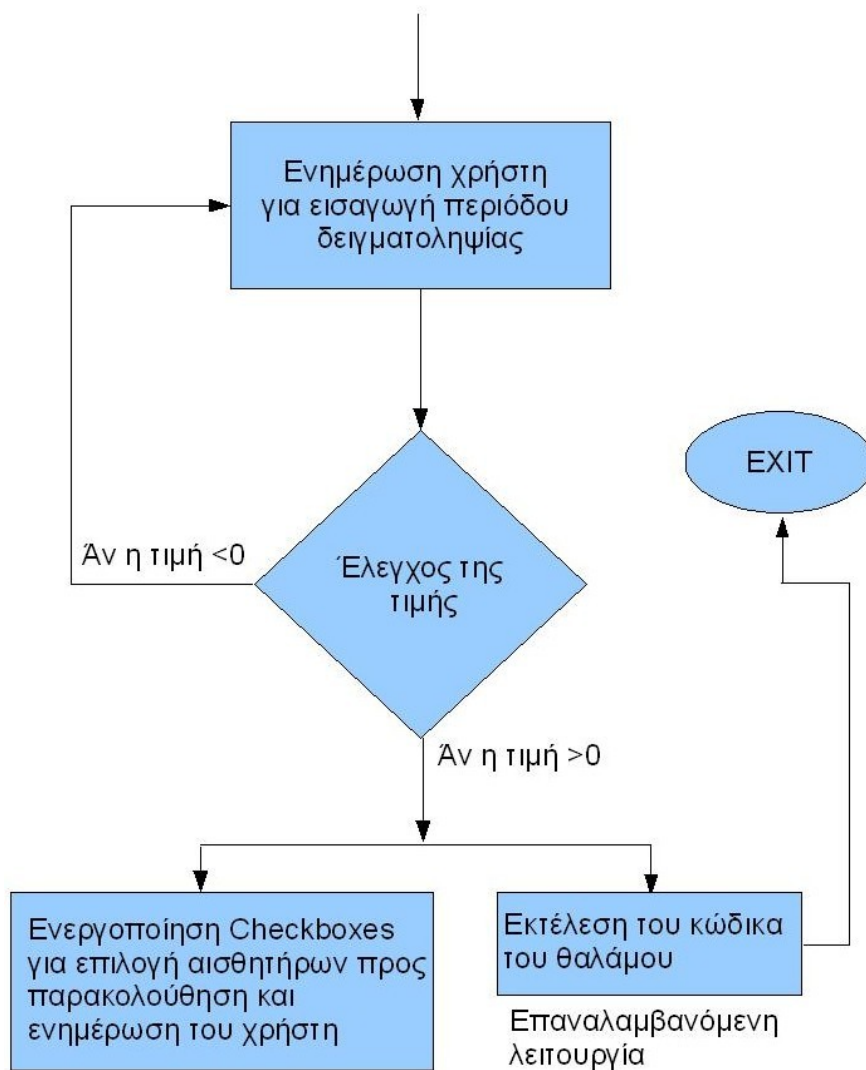 Ενημέρωση χρήστη
για εισαγωγή περιόδου
δειγματοληψίας
EXIT
Άν η τιμή <0
Έλεγχος της
τιμής
Άν η τιμή >0
Ενεργοποίηση Checkboxes
για επιλογή αισθητήρων προς
παρακολούθηση και
ενημέρωση του χρήστη
Εκτέλεση του κώδικα
του θαλάμου
Επαναλαμβανόμενη
λειτουργία